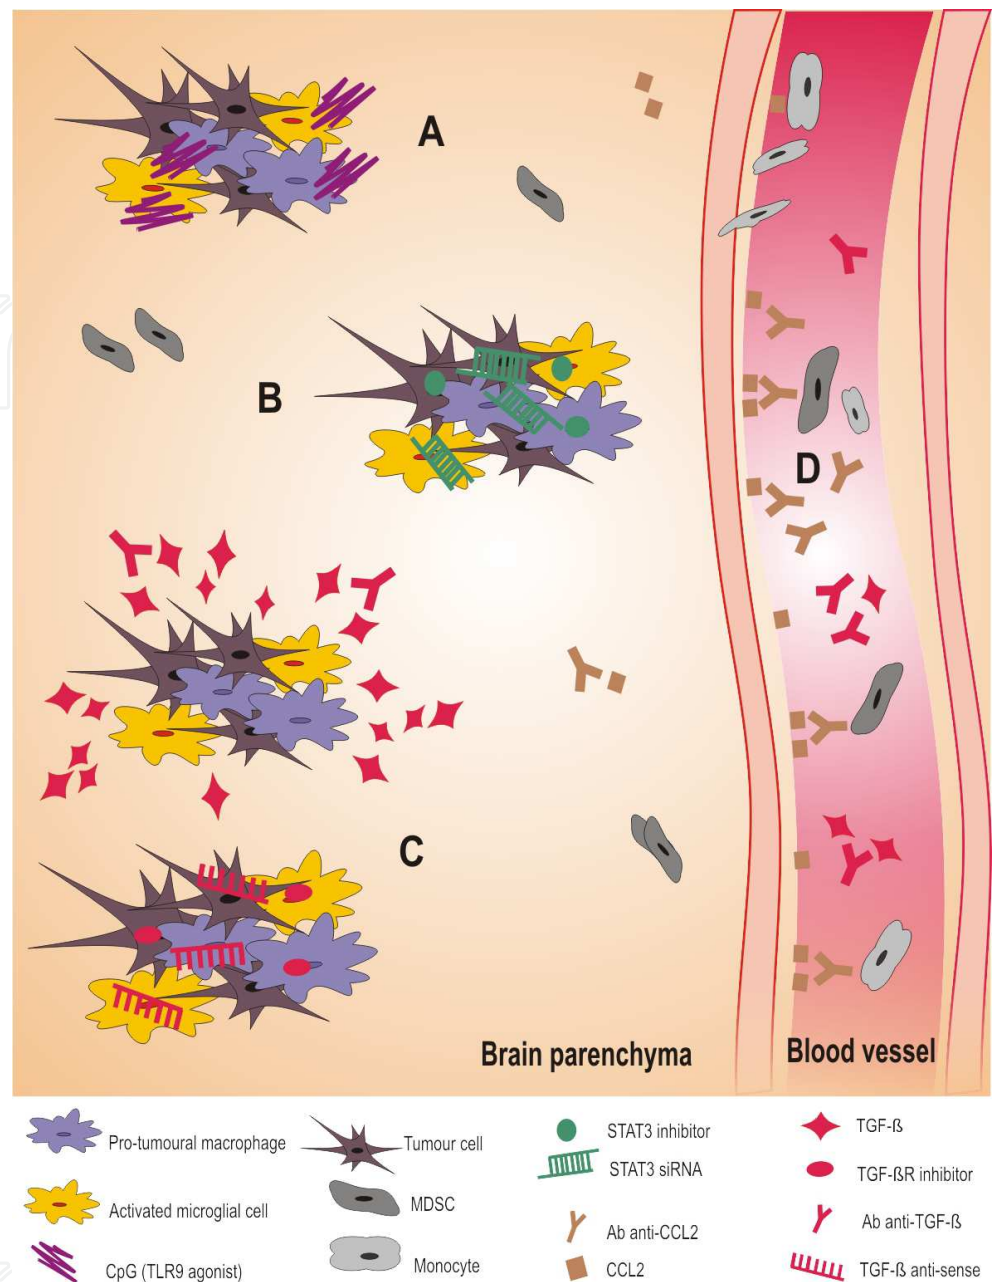 A
B
D
C
Brain parenchyma
Blood vessel
Pro-tumoural macrophage
Tumour cell
STAT3 inhibitor
TGF-ß
STAT3 siRNA
TGF-ßR inhibitor
Activated microglial cell
MDSC
Ab anti-CCL2
Ab anti-TGF-ß
CpG (TLR9 agonist)
Monocyte
CCL2
TGF-ß anti-sense